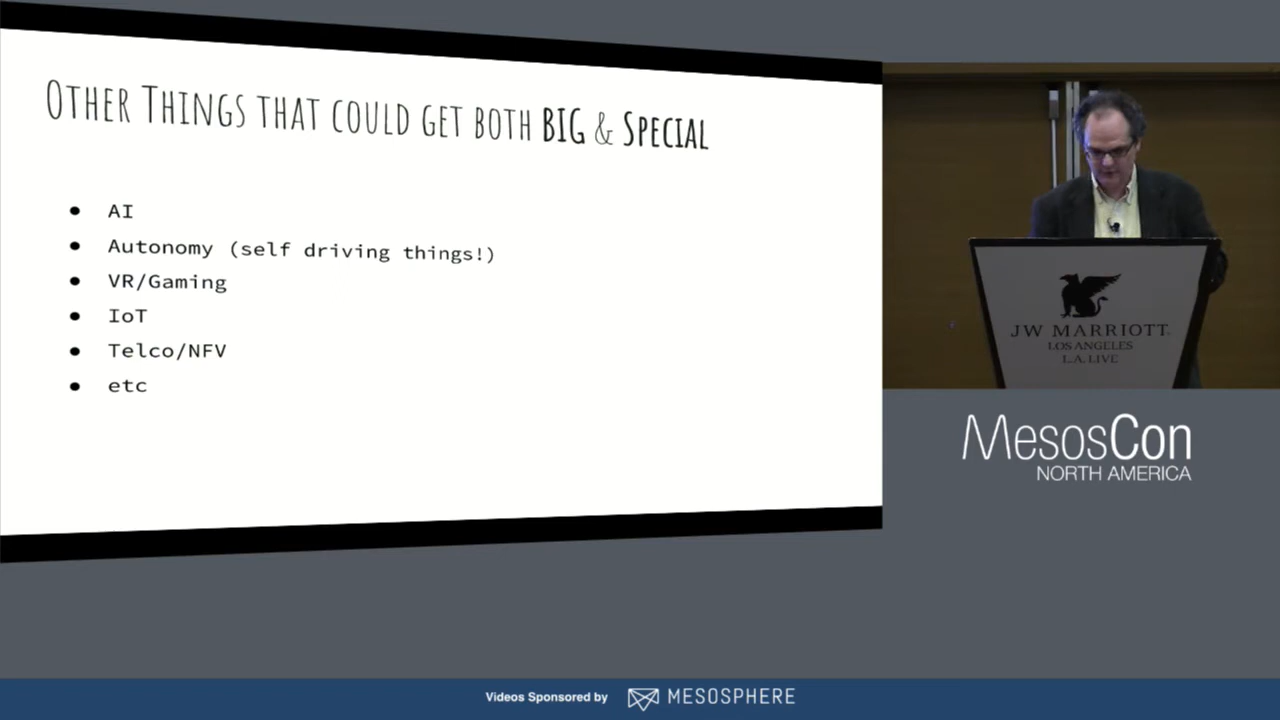 Other Things that could get both BIG & Special
● AI
● Autonomy (self driving things!)
● VR/Gaming
● IoT
● Telco/NFV
● etc
JW MARRIOTT
LOS ANGELES
L.A. LIVE
MesosCon
NORTH AMERICA
Videos Sponsored by MESOSPHERE